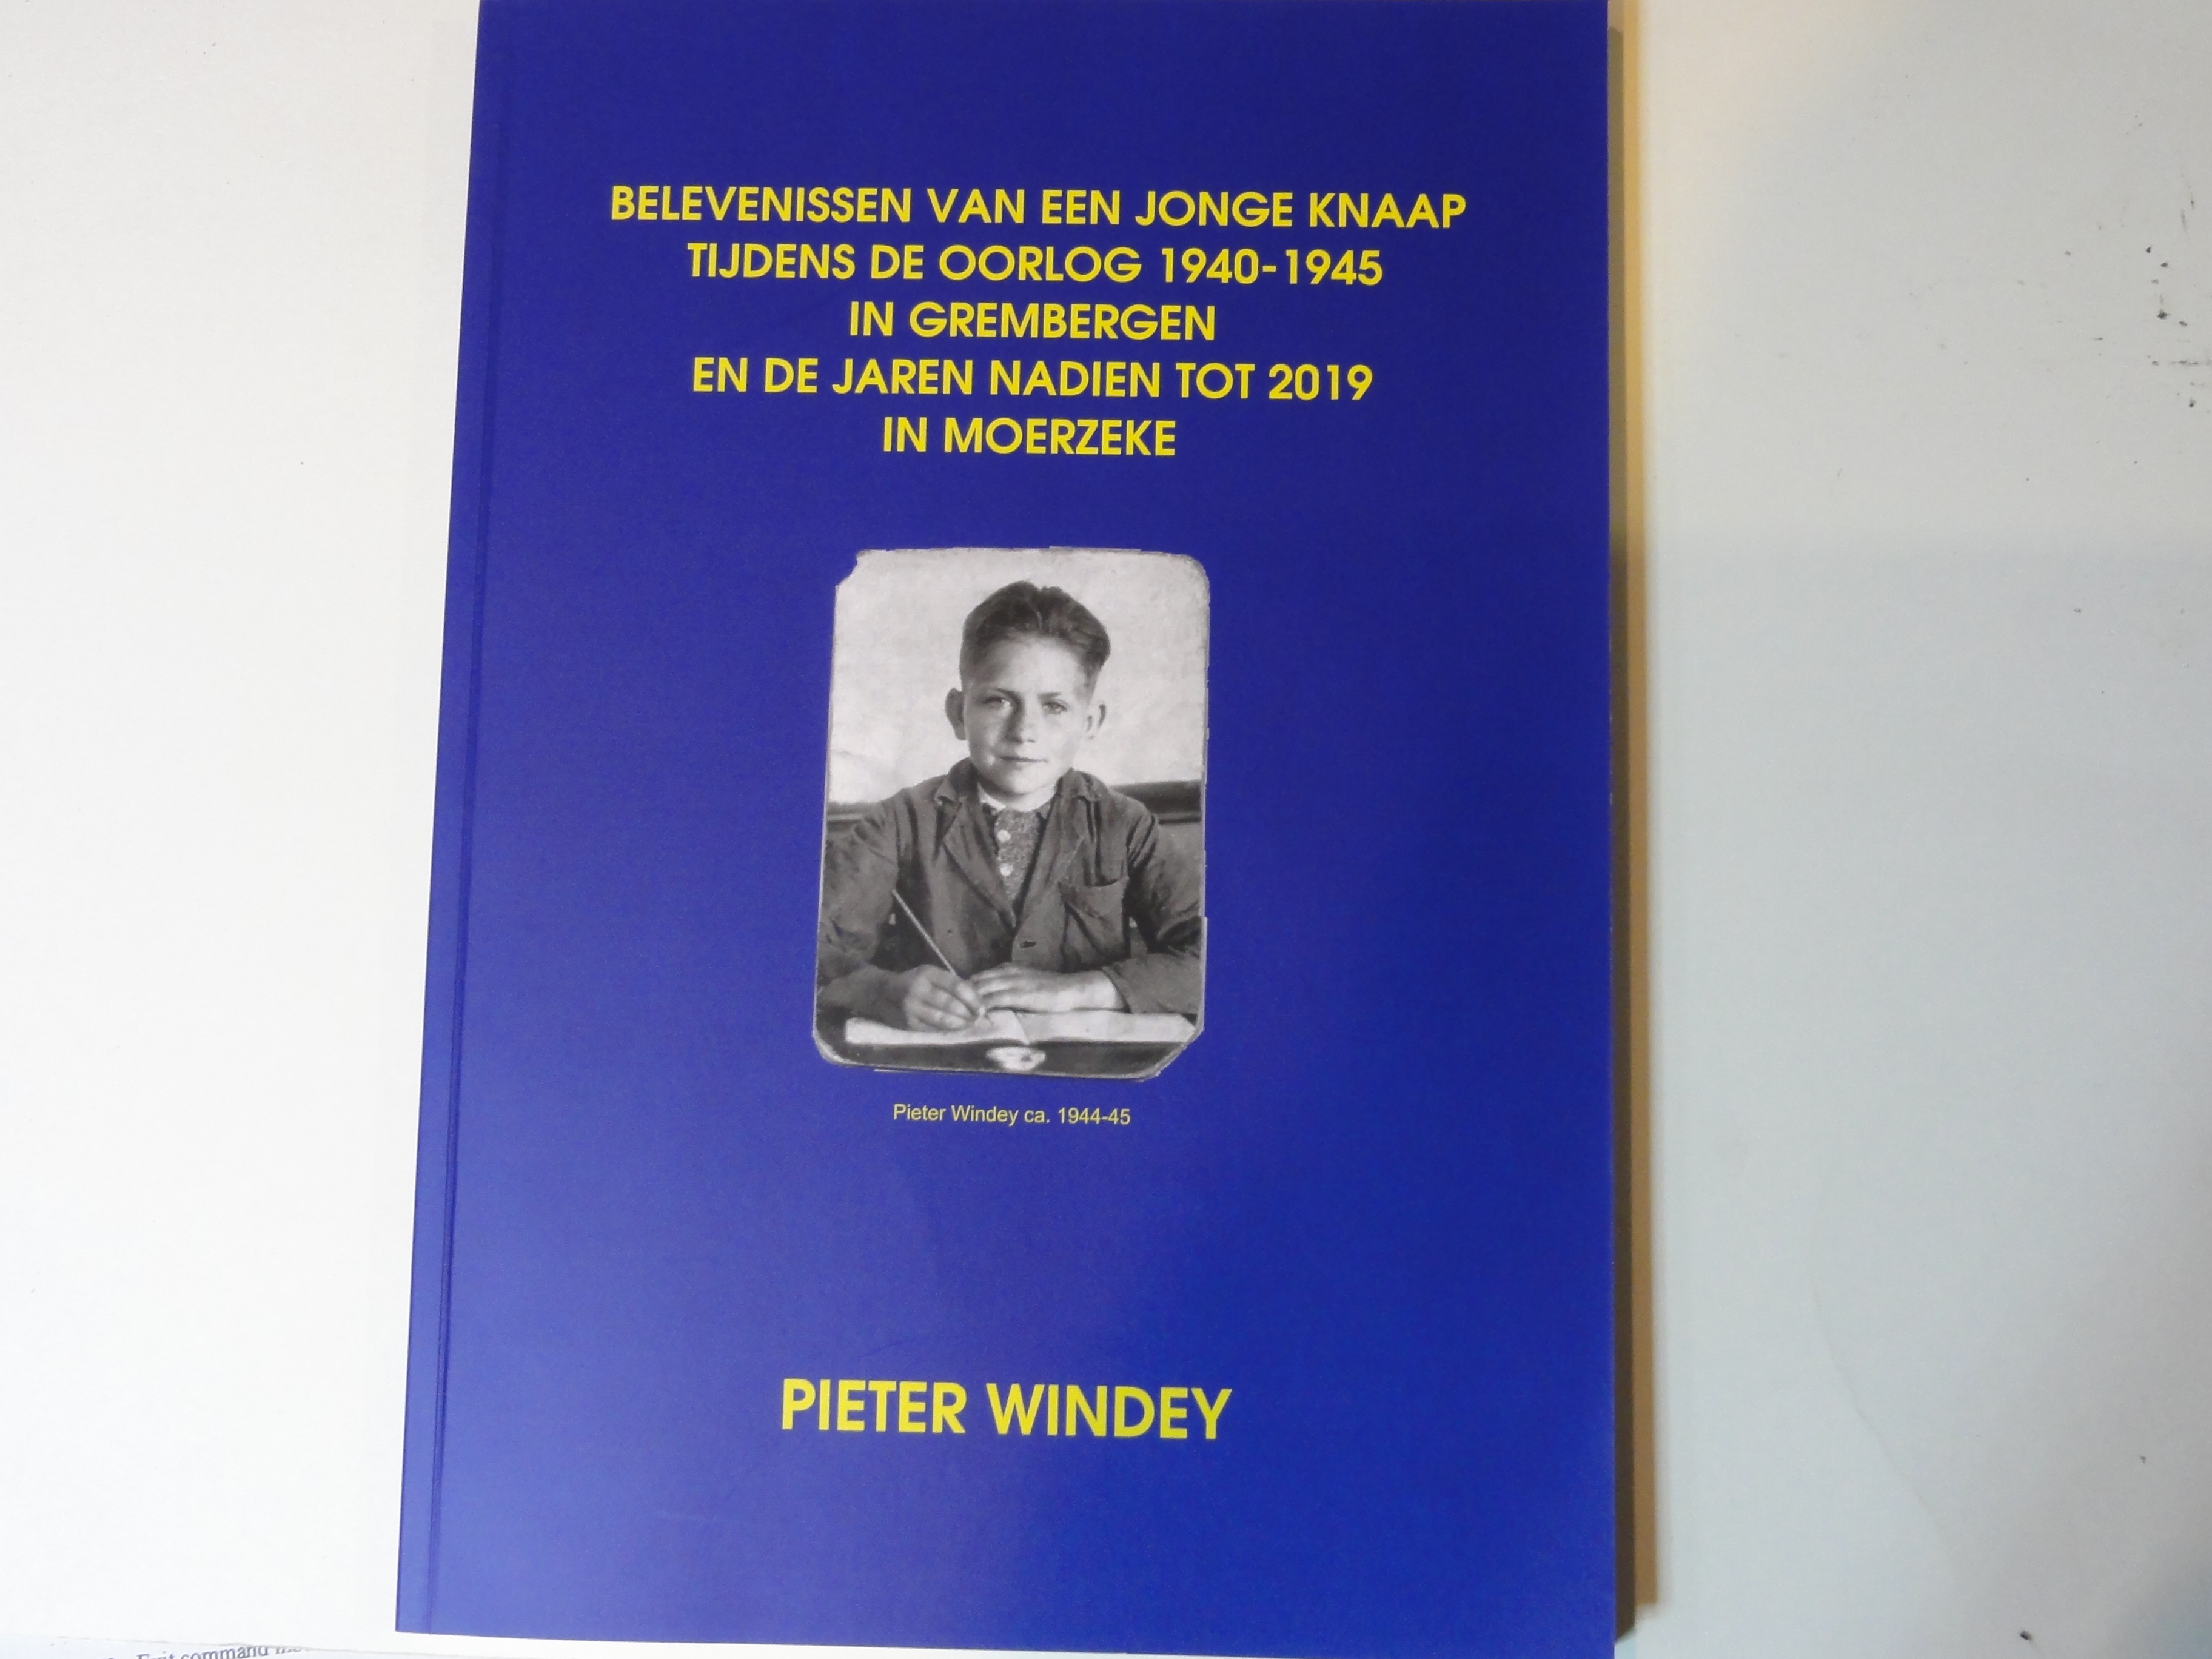 BELEVENISSEN VAN EEN JONGE KNAAP
TIJDENS DE OORLOG 1940-1945
IN GREMBERGEN
EN DE JAREN NADIEN TOT 2019
IN MOERZEKE
Pieter Windey ca. 1944-45
PIETER WINDEY
command